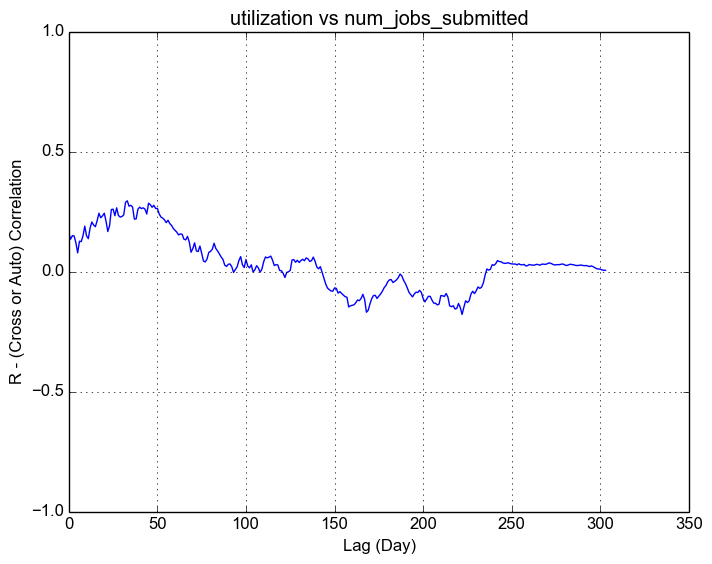 utilization vs num_jobs_submitted
1.0
0.5
0.0
−0.5
−1.0
R - (Cross or Auto) Correlation
0 50 100 150 200 250 300 350
Lag (Day)